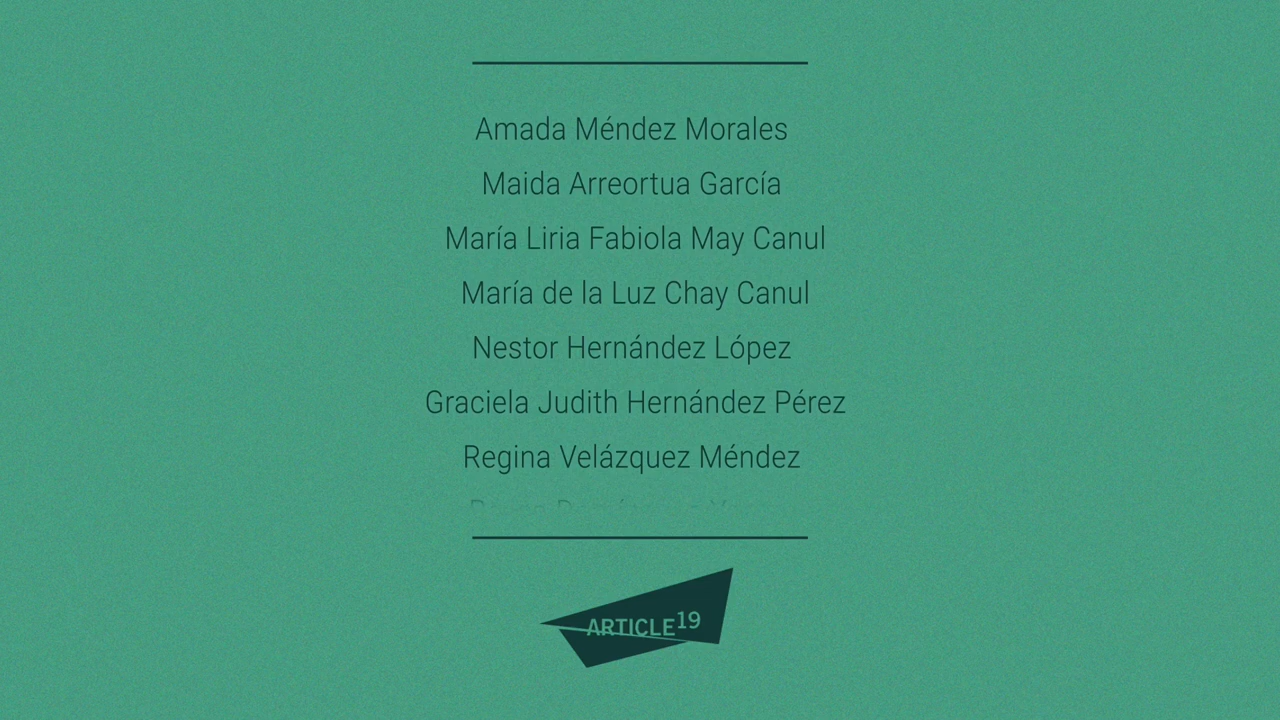 Amada Méndez Morales
Maida Arreortua García
María Liria Fabiola May Canul
María de la Luz Chay Canul
Nestor Hernández López
Graciela Judith Hernández Pérez
Regina Velázquez Méndez
ARTICLE19